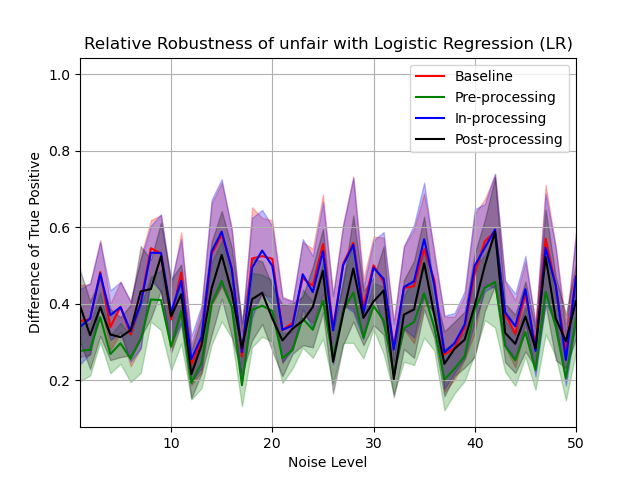 Relative Robustness of unfair with Logistic Regression (LR)
Difference of True Positive
1.0
0.8
0.6
0.4
0.2
Baseline
Pre-processing
In-processing
Post-processing
10
20
30
40
50
Noise Level